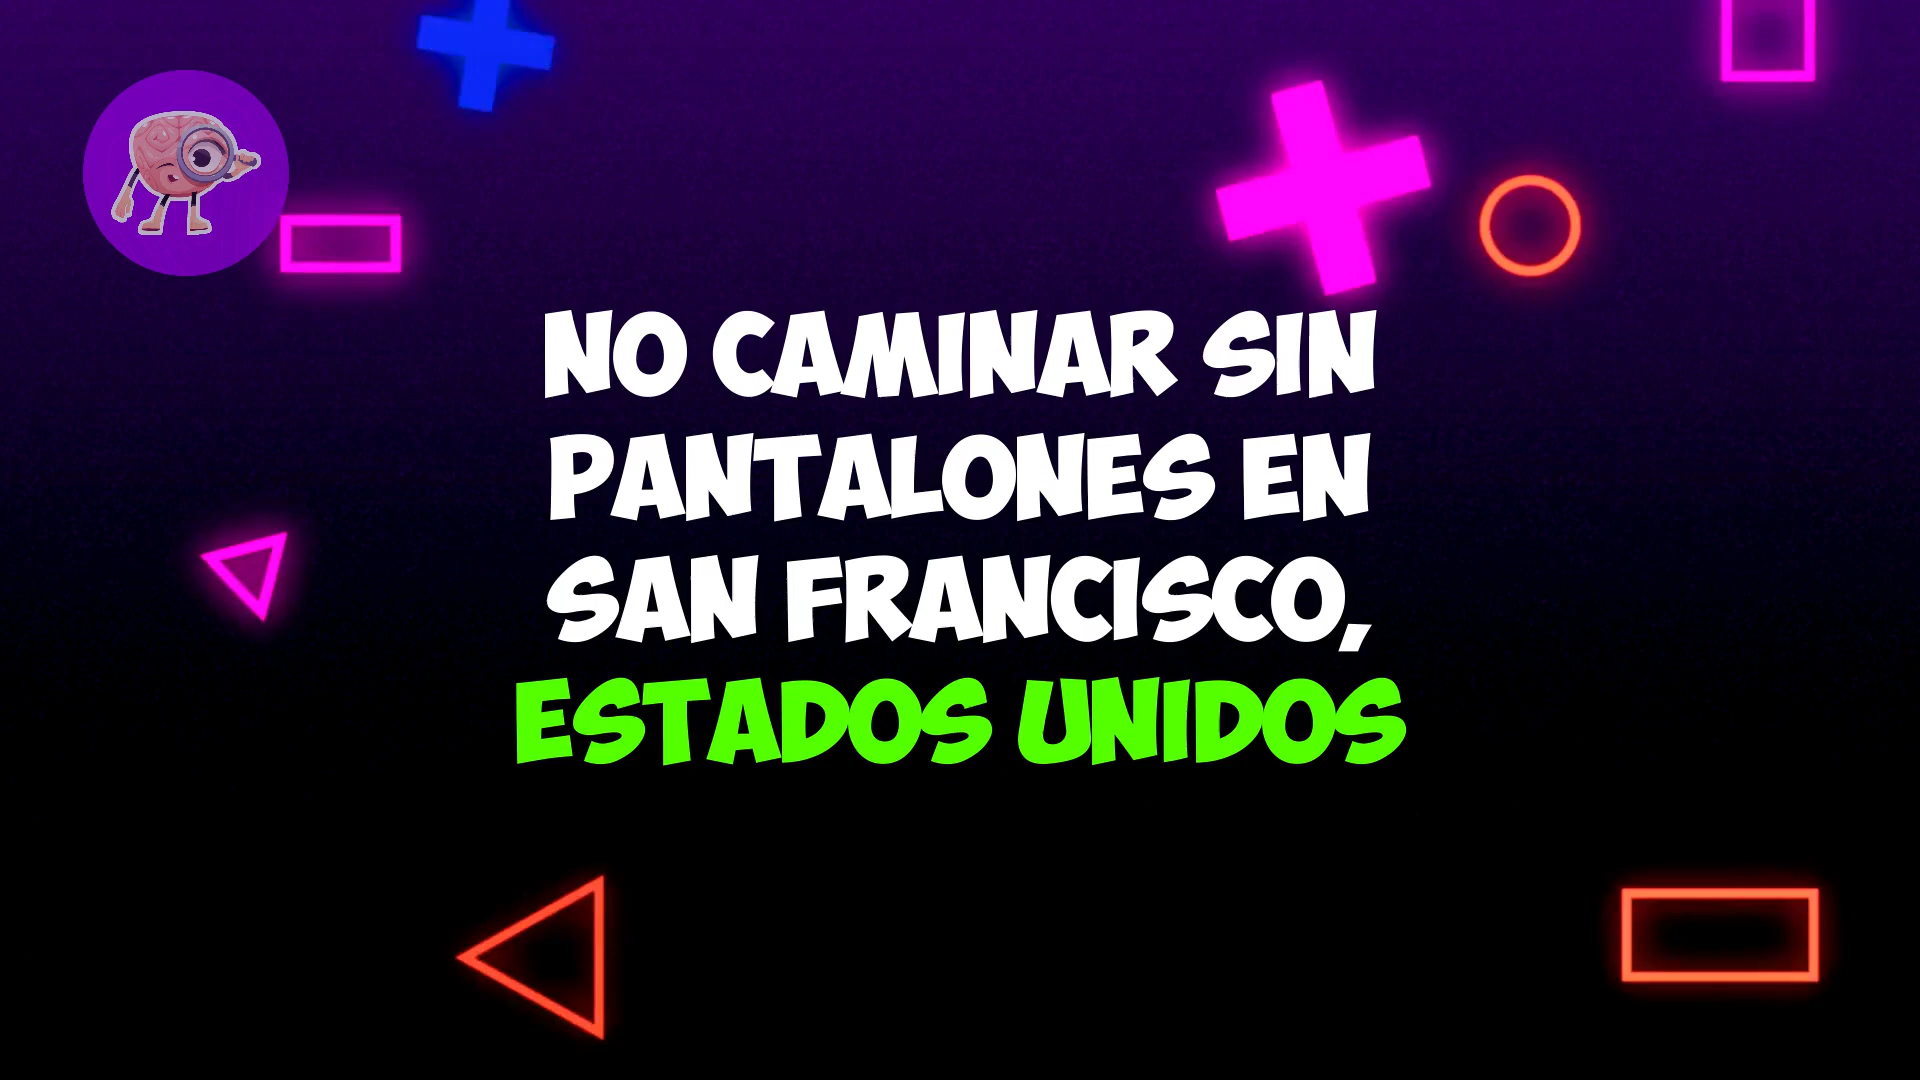 NO CAMINAR SIN
PANTALONES EN
SAN FRANCISCO,
ESTADOS UNIDOS